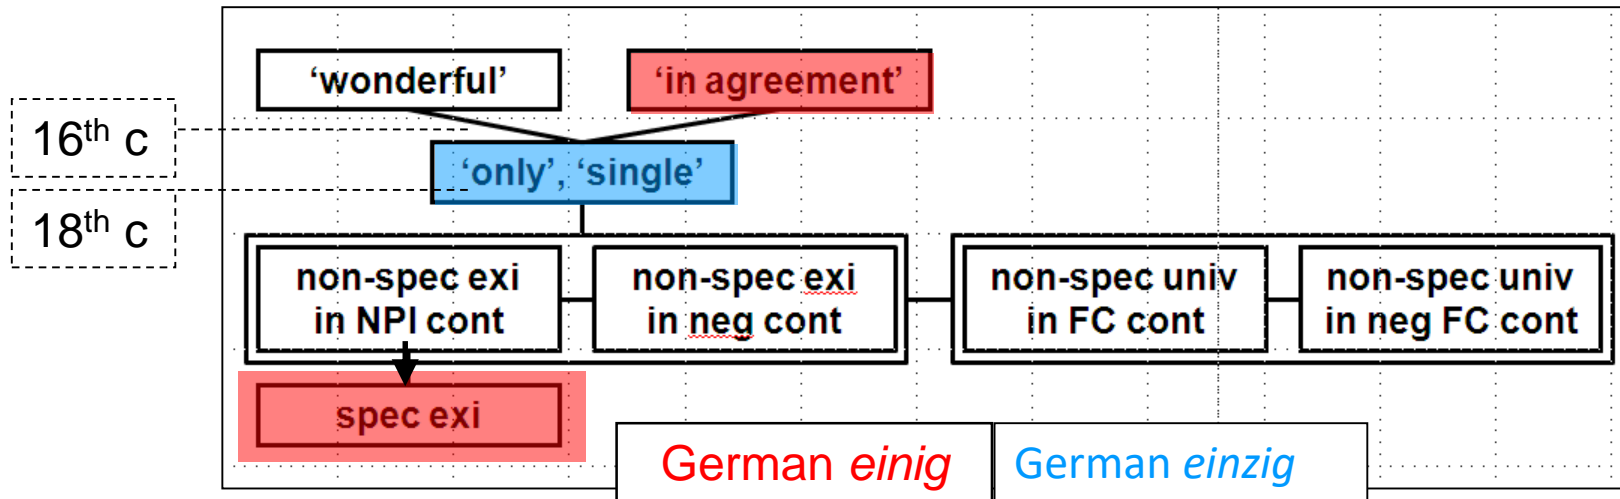 ‘wonderful’
‘in agreement’
16th c
‘only’, ‘single’
18th c
non-spec exi
in NPI cont
non-spec exi
in neg cont
non-spec univ
in FC cont
non-spec univ
in neg FC cont
spec exi
German einig
German einzig